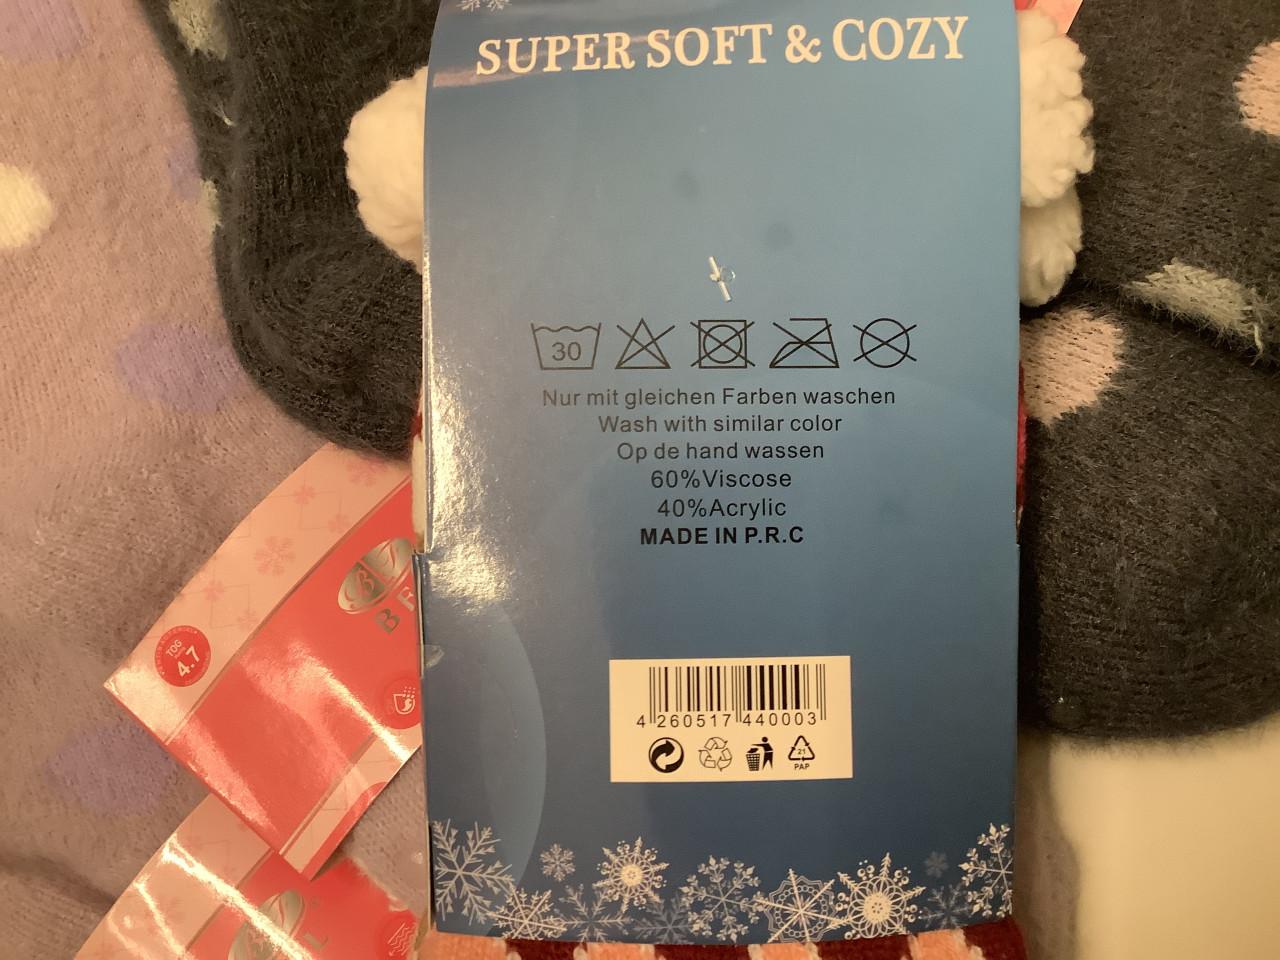 SUPER SOFT & COZY
30
Nur mit gleichen Farben waschen
Wash with similar color
Op de hand wassen
60%Viscose
40%Acrylic
MADE IN P.R.C
4 260517 440003
21
PAP
TOG
4.7